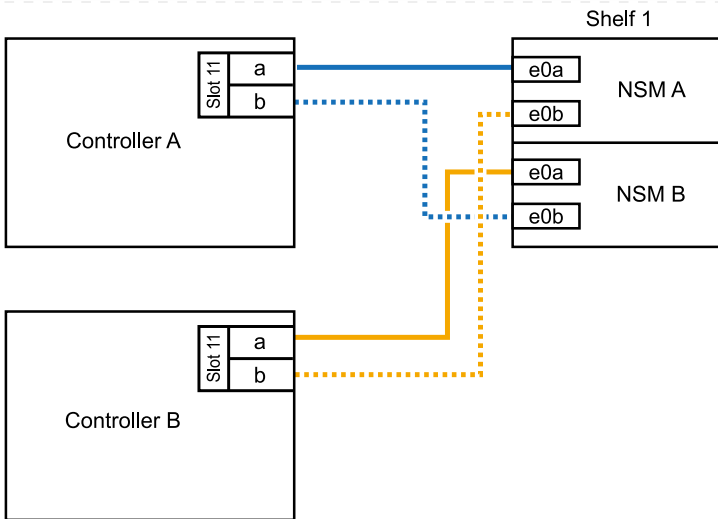 Shelf 1
Slot 11
a
b
Controller A
e0a
e0b
NSM A
e0a
e0b
NSM B
Slot 11
a
b
Controller B